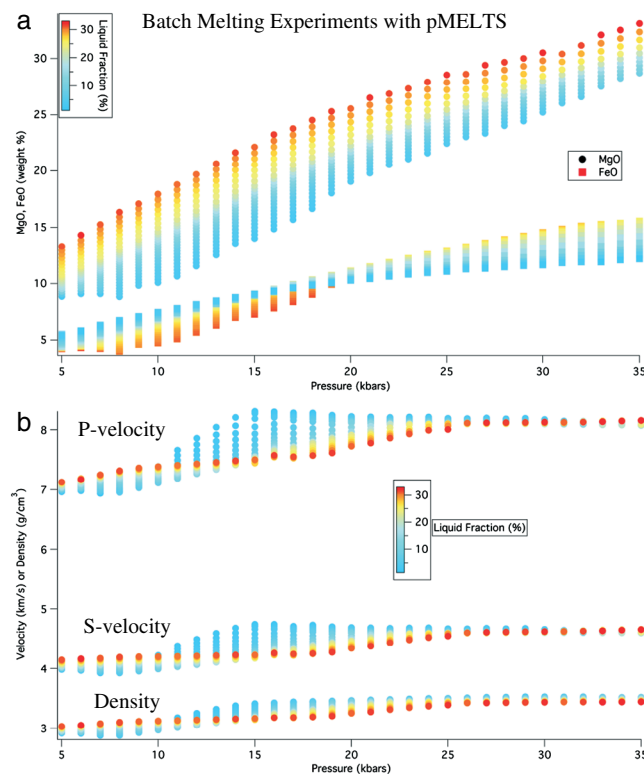 a
Batch Melting Experiments with pMELTS
30
20
10
Liquid Fraction (%)
MgO, FeO (weight %)
30
25
20
15
10
5
MgO
FeO
5
10
15
20
25
30
35
Pressure (kbars)
b
P-velocity
S-velocity
Density
30
20
10
Liquid Fraction (%)
Velocity (km/s) or Density (g/cm³)
8
7
6
5
4
3
5
10
15
20
25
30
35
Pressure (kbars)